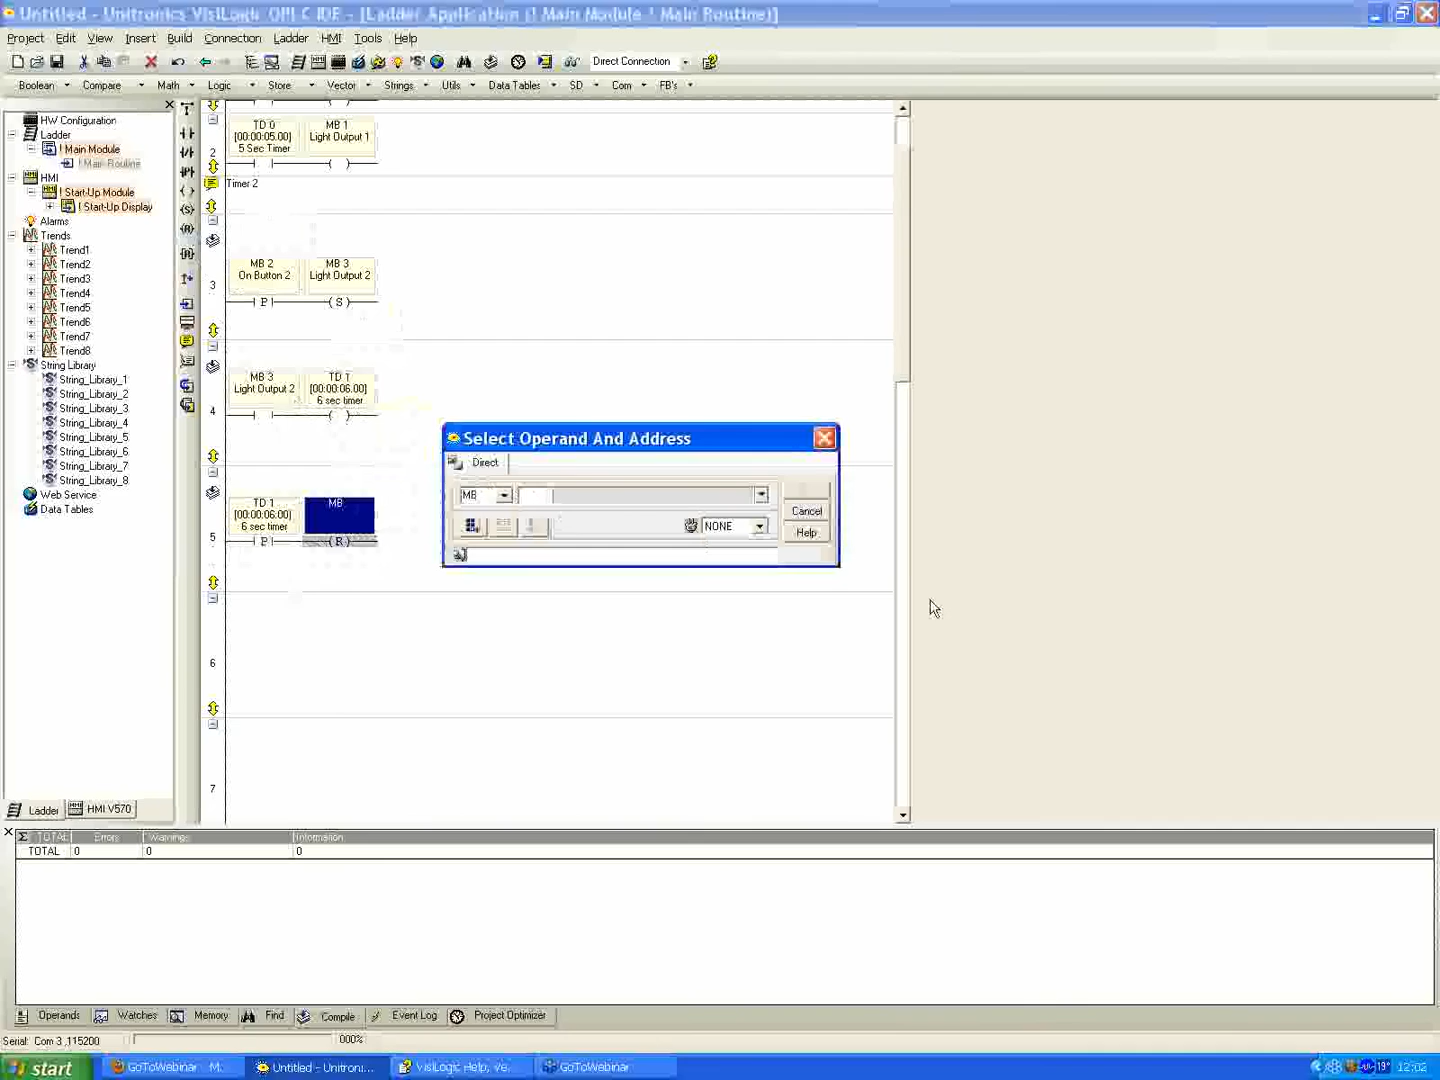 Untitled - Unitronics VisiLogic OPLC IDE - [Ladder Application (! Main Module * Main Routine)]
Project Edit View Insert Build Connection Ladder HMI Tools Help
Direct Connection
Boolean Compare Math Logic Store Vector Strings Utils Data Tables SD Com FB's
HW Configuration
Ladder
! Main Module
! Main Routine
HMI
! Start-Up Module
! Start-Up Display
Alarms
Trends
Trend1
Trend2
Trend3
Trend4
Trend5
Trend6
Trend7
Trend8
String Library
String_Library_1
String_Library_2
String_Library_3
String_Library_4
String_Library_5
String_Library_6
String_Library_7
String_Library_8
Web Service
Data Tables
Ladder HMI V570
TD 0 MB 1
[00:00:05.00] Light Output 1
5 Sec Timer
2
Timer 2
MB 2 MB 3
On Button 2 Light Output 2
3
P S
MB 3 TD 1
Light Output 2 [00:00:06.00]
6 sec timer
4
TD 1 MB
[00:00:06.00]
6 sec timer
5
P R
6
7
Select Operand And Address
Direct
MB
Cancel
NONE
Help
TOTAL Errors Warnings Information
TOTAL 0 0 0
Operands Watches Memory Find Compile Event Log Project Optimizer
Serial: Com 3 ,115200 000%
start GoToWebinar - M... Untitled - Unitroni... VisiLogic Help, Ve... GoToWebinar 19° 12:02